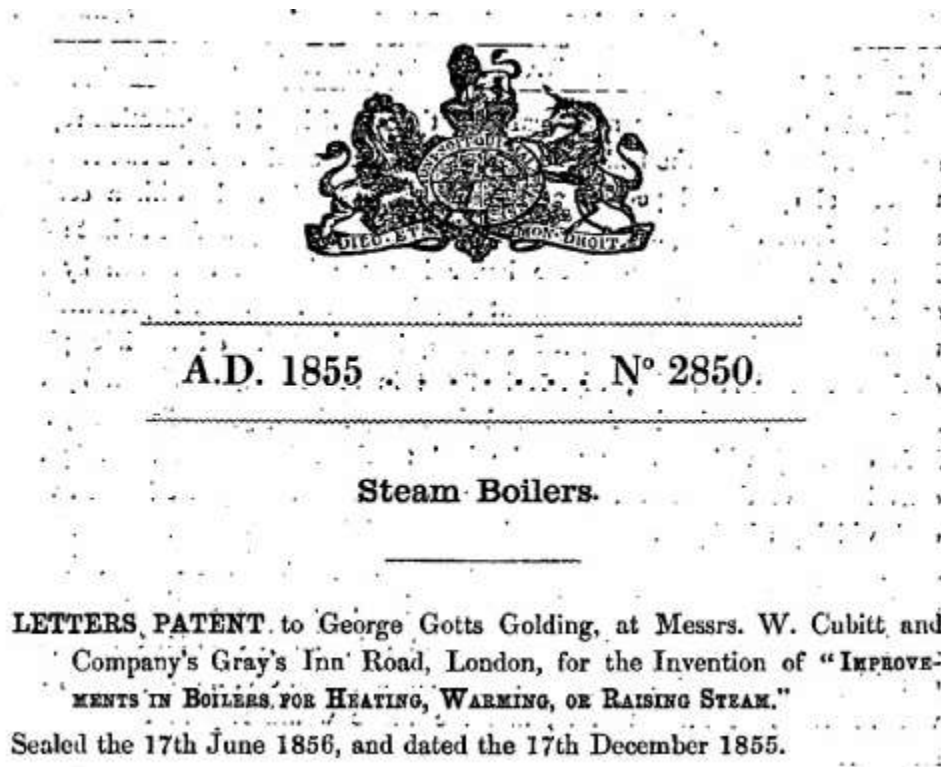 DIEU·ET
MON·DROIT.
A.D. 1855 . . . . . . . No 2850.
Steam Boilers.
LETTERS PATENT to George Gotts Golding, at Messrs. W. Cubitt and
Company's Gray's Inn Road, London, for the Invention of "IMPROVE-
MENTS IN BOILERS FOR HEATING, WARMING, OR RAISING STEAM."
Sealed the 17th June 1856, and dated the 17th December 1855.